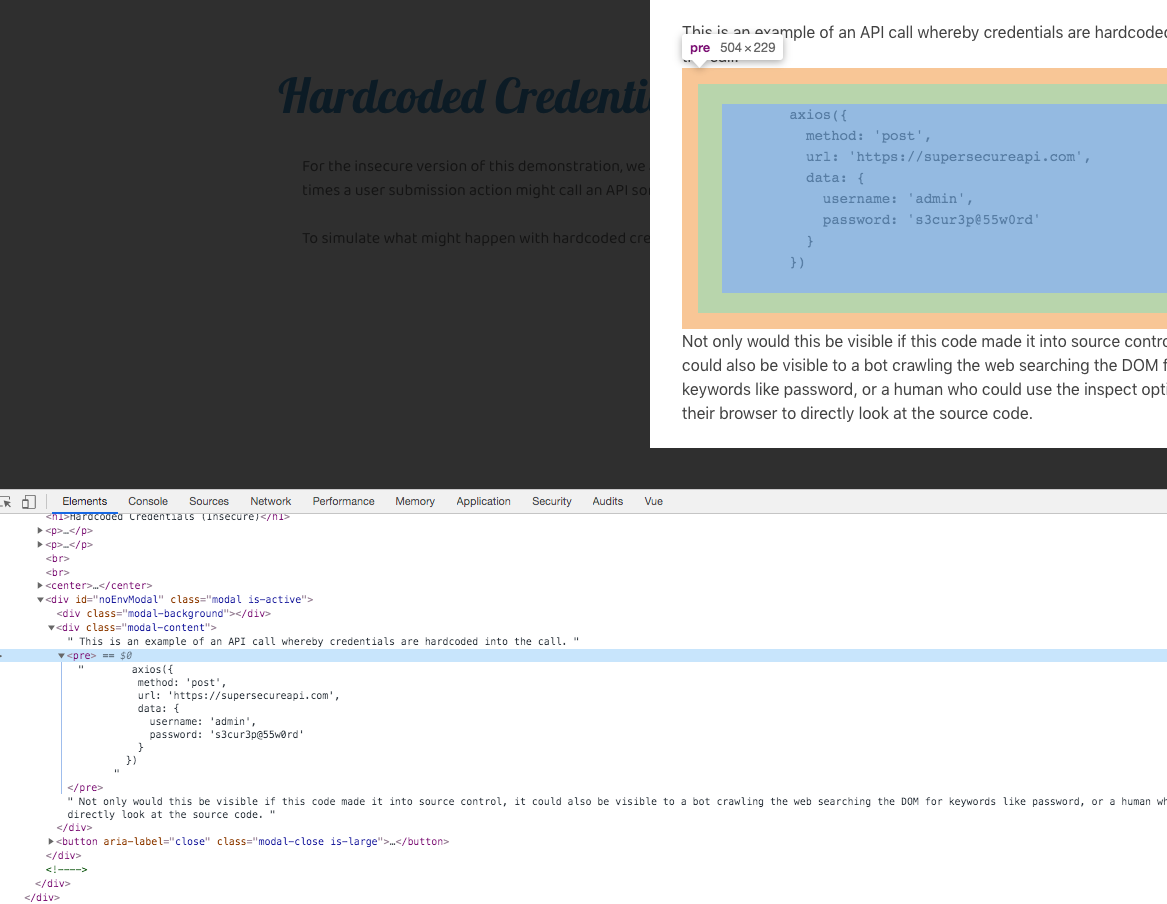 This is an example of an API call whereby credentials are hardcoded
pre 504×229
Hardcoded Credenti
For the insecure version of this demonstration, we
times a user submission action might call an API so
To simulate what might happen with hardcoded cre
axios({
method: 'post',
url: 'https://supersecureapi.com',
data: {
username: 'admin',
password: 's3cur3p@55w0rd'
}
})
Not only would this be visible if this code made it into source contro
could also be visible to a bot crawling the web searching the DOM f
keywords like password, or a human who could use the inspect opti
their browser to directly look at the source code.
Elements Console Sources Network Performance Memory Application Security Audits Vue
<h1>Hardcoded Credentials (Insecure)</h1>
<p>…</p>
<p>…</p>
<br>
<br>
<center>…</center>
<div id="noEnvModal" class="modal is-active">
<div class="modal-background"></div>
<div class="modal-content">
" This is an example of an API call whereby credentials are hardcoded into the call. "
<pre> == $0
" axios({
method: 'post',
url: 'https://supersecureapi.com',
data: {
username: 'admin',
password: 's3cur3p@55w0rd'
}
})
"
</pre>
" Not only would this be visible if this code made it into source control, it could also be visible to a bot crawling the web searching the DOM for keywords like password, or a human wh
directly look at the source code. "
</div>
<button aria-label="close" class="modal-close is-large">…</button>
</div>
<!---->
</div>
</div>